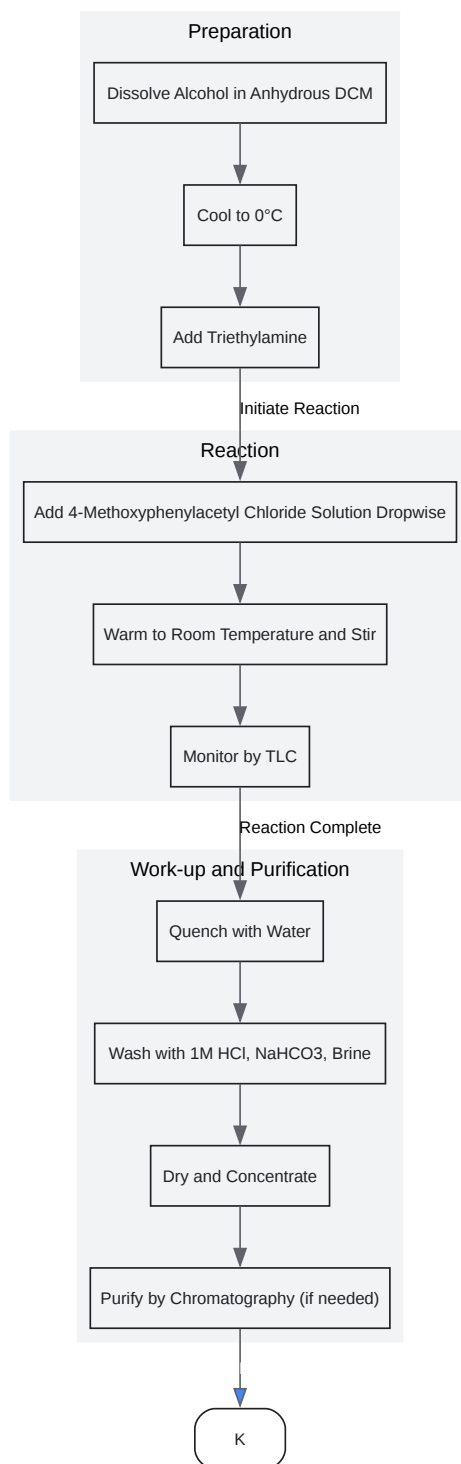 Preparation
Dissolve Alcohol in Anhydrous DCM
Cool to 0°C
Add Triethylamine
Initiate Reaction
Reaction
Add 4-Methoxyphenylacetyl Chloride Solution Dropwise
Warm to Room Temperature and Stir
Monitor by TLC
Reaction Complete
Work-up and Purification
Quench with Water
Wash with 1M HCl, NaHCO3, Brine
Dry and Concentrate
Purify by Chromatography (if needed)
K